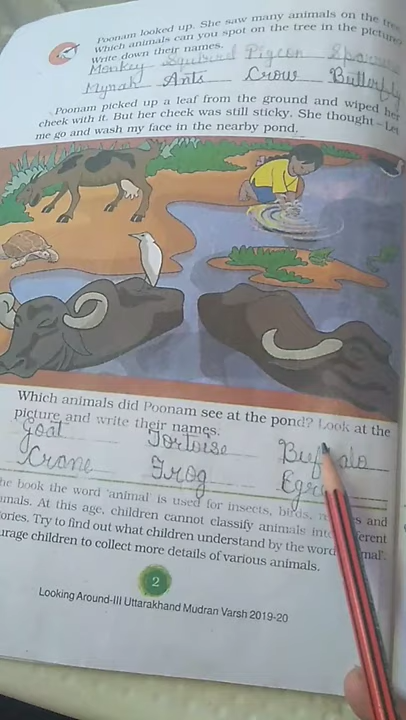 Poonam looked up. She saw many animals on the tree.
Which animals can you spot on the tree in the picture?
Write down their names.
Monkey Squirrel Pigeon Sparrow
Mynah Ants Crow Butterfly
Poonam picked up a leaf from the ground and wiped her
cheek with it. But her cheek was still sticky. She thought – Let
me go and wash my face in the nearby pond.
Which animals did Poonam see at the pond? Look at the
picture and write their names.
Goat Tortoise Buffalo
Crane Frog
he book the word 'animal' is used for insects, birds, and
imals. At this age, children cannot classify animals into
ories. Try to find out what children understand by the word
urage children to collect more details of various animals.
2
Looking Around-III Uttarakhand Mudran Varsh 2019-20